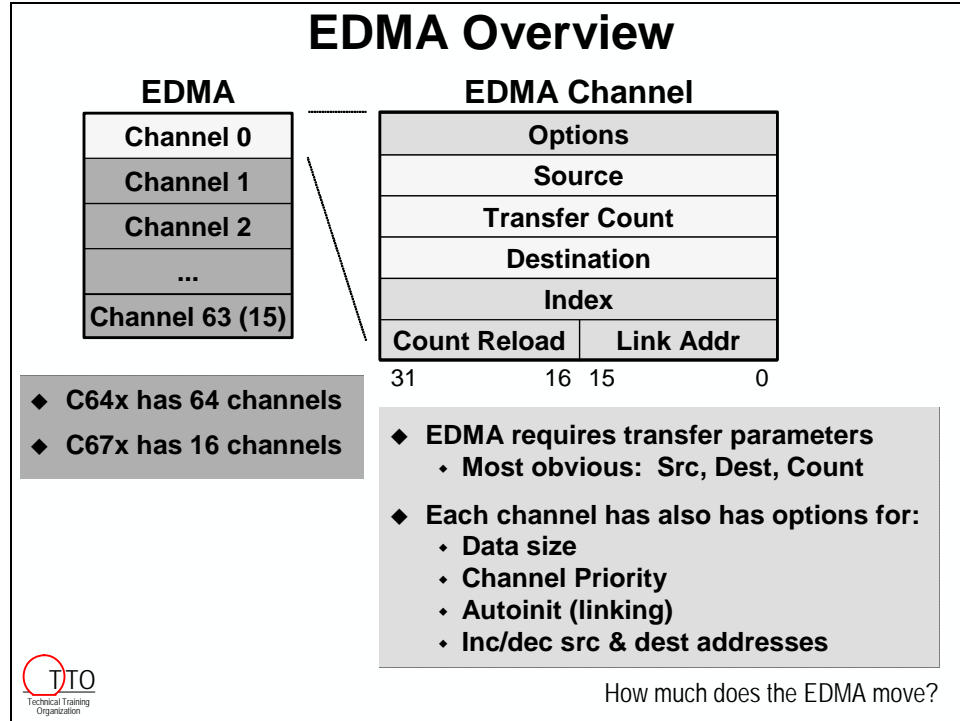 EDMA Overview
EDMA
Channel 0
Channel 1
Channel 2
...
Channel 63 (15)
EDMA Channel
Options
Source
Transfer Count
Destination
Index
Count Reload Link Addr
31 16 15 0
◆ C64x has 64 channels
◆ C67x has 16 channels
◆ EDMA requires transfer parameters
◆ Most obvious: Src, Dest, Count
◆ Each channel has also has options for:
◆ Data size
◆ Channel Priority
◆ Autoinit (linking)
◆ Inc/dec src & dest addresses
TTO
Technical Training
Organization
How much does the EDMA move?